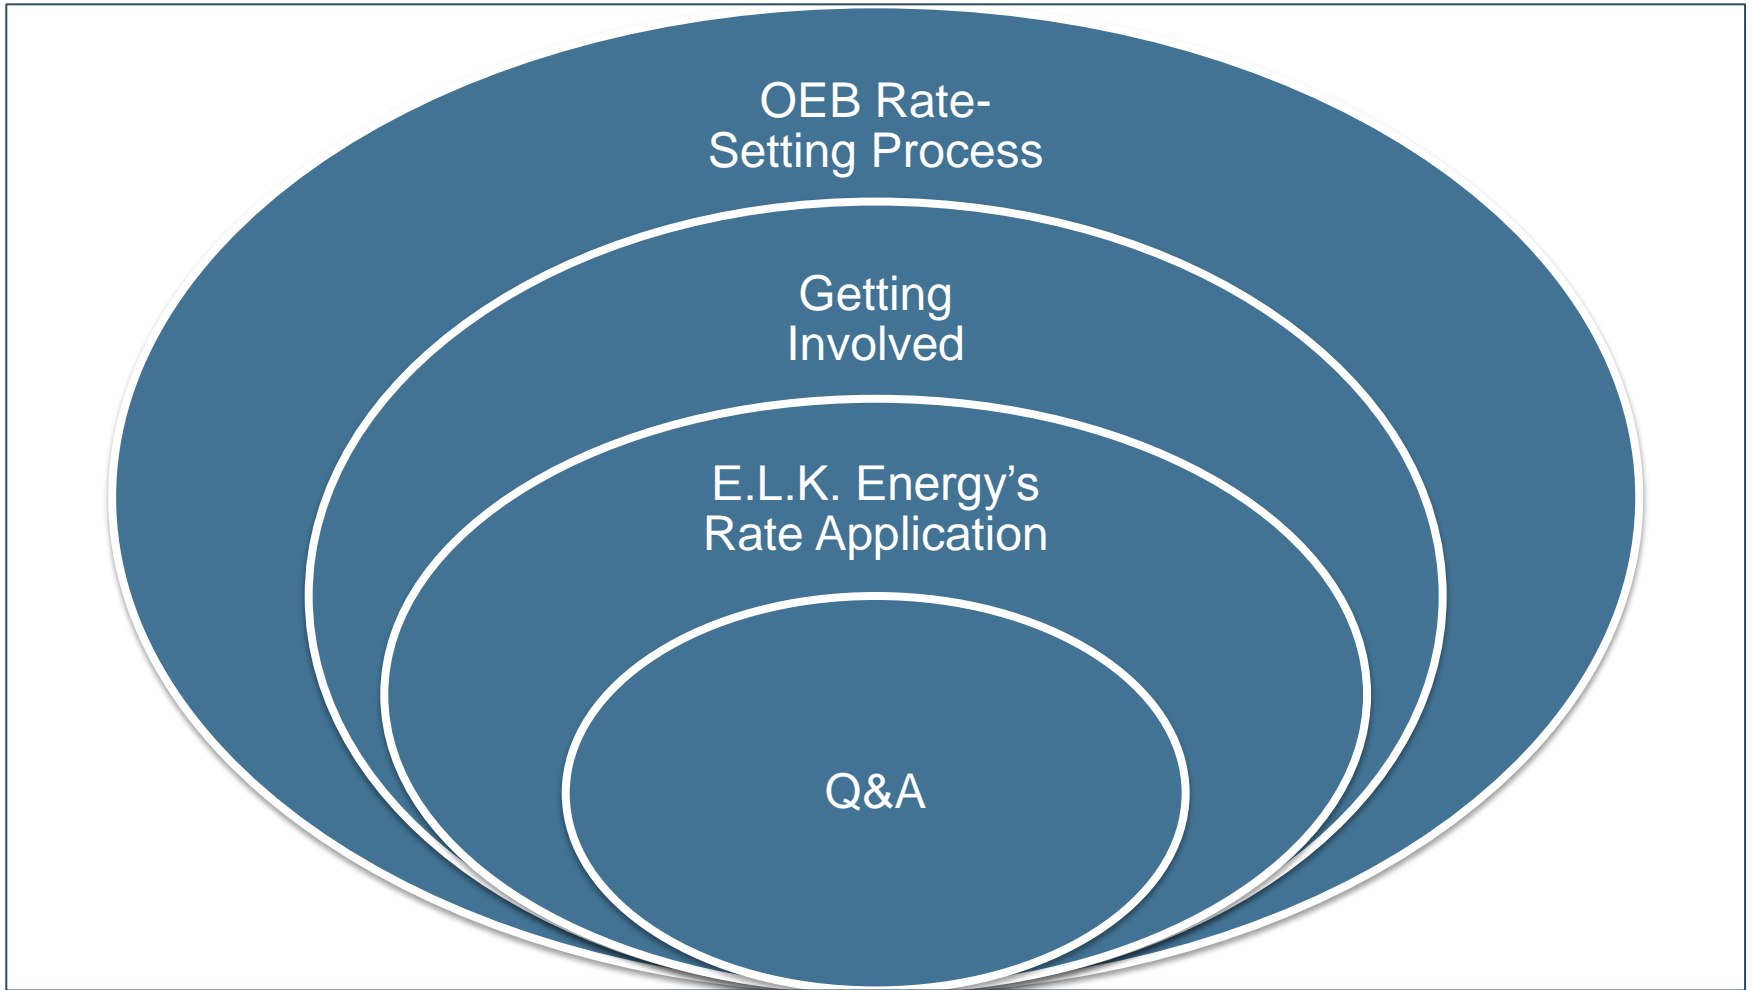 OEB Rate-
Setting Process
Getting
Involved
E.L.K. Energy’s
Rate Application
Q&A